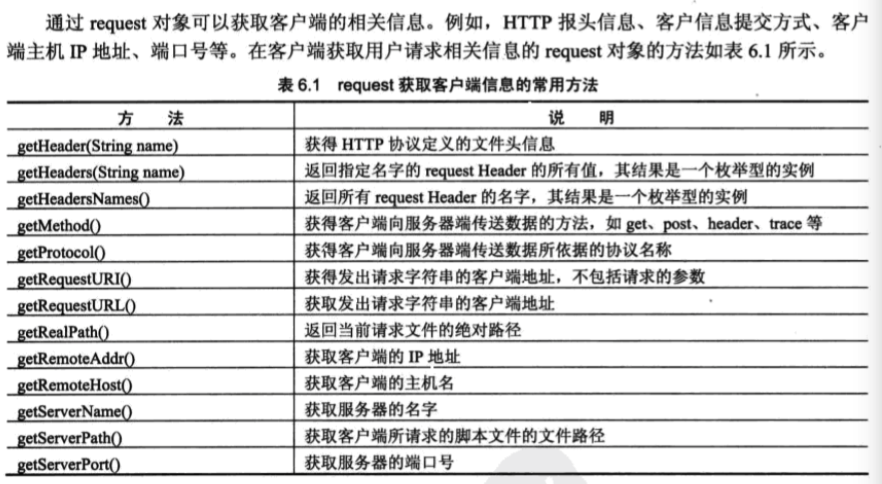 通过 request 对象可以获取客户端的相关信息。例如，HTTP 报头信息、客户信息提交方式、客户
端主机 IP 地址、端口号等。在客户端获取用户请求相关信息的 request 对象的方法如表 6.1 所示。
表 6.1 request 获取客户端信息的常用方法
方 法 说 明
getHeader(String name) 获得 HTTP 协议定义的文件头信息
getHeaders(String name) 返回指定名字的 request Header 的所有值，其结果是一个枚举型的实例
getHeadersNames() 返回所有 request Header 的名字，其结果是一个枚举型的实例
getMethod() 获得客户端向服务器端传送数据的方法，如 get、post、header、trace 等
getProtocol() 获得客户端向服务器端传送数据所依据的协议名称
getRequestURI() 获得发出请求字符串的客户端地址，不包括请求的参数
getRequestURL() 获取发出请求字符串的客户端地址
getRealPath() 返回当前请求文件的绝对路径
getRemoteAddr() 获取客户端的 IP 地址
getRemoteHost() 获取客户端的主机名
getServerName() 获取服务器的名字
getServerPath() 获取客户端所请求的脚本文件的文件路径
getServerPort() 获取服务器的端口号